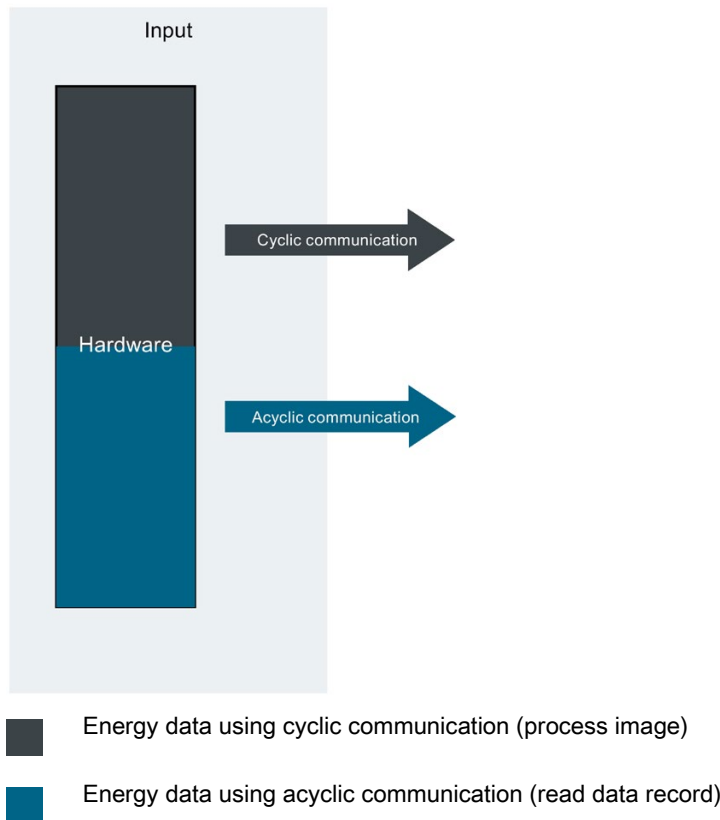 Input
Cyclic communication
Hardware
Acyclic communication
Energy data using cyclic communication (process image)
Energy data using acyclic communication (read data record)